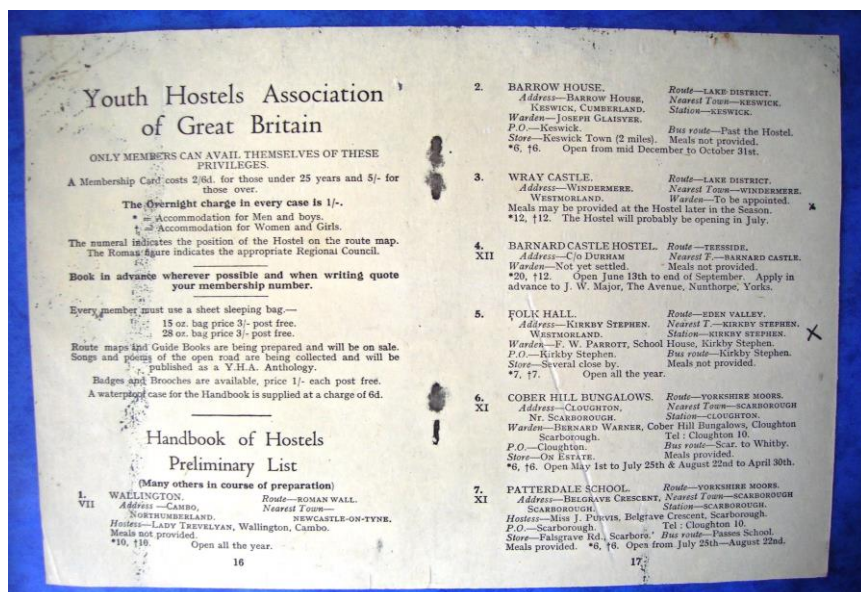 Youth Hostels Association
of Great Britain
ONLY MEMBERS CAN AVAIL THEMSELVES OF THESE
PRIVILEGES.
A Membership Card costs 2/6d. for those under 25 years and 5/- for
those over.
The Overnight charge in every case is 1/-.
* = Accommodation for Men and boys.
† = Accommodation for Women and Girls.
The numeral indicates the position of the Hostel on the route map.
The Roman figure indicates the appropriate Regional Council.
Book in advance wherever possible and when writing quote
your membership number.
Every member must use a sheet sleeping bag.—
15 oz. bag price 3/- post free.
28 oz. bag price 3/- post free.
Route maps and Guide Books are being prepared and will be on sale.
Songs and poems of the open road are being collected and will be
published as a Y.H.A. Anthology.
Badges and Brooches are available, price 1/- each post free.
A waterproof case for the Handbook is supplied at a charge of 6d.
Handbook of Hostels
Preliminary List
(Many others in course of preparation)
1. WALLINGTON. Route—ROMAN WALL.
VII Address—CAMBO, Nearest Town—
NORTHUMBERLAND. NEWCASTLE-ON-TYNE.
Hostess—LADY TREVELYAN, Wallington, Cambo.
Meals not provided.
*10, †10. Open all the year.
16
2. BARROW HOUSE. Route—LAKE DISTRICT.
Address—BARROW HOUSE, Nearest Town—KESWICK.
KESWICK, CUMBERLAND. Station—KESWICK.
Warden—JOSEPH GLAISYER.
P.O.—Keswick. Bus route—Past the Hostel.
Store—Keswick Town (2 miles). Meals not provided.
*6, †6. Open from mid December to October 31st.
3. WRAY CASTLE. Route—LAKE DISTRICT.
Address—WINDERMERE, Nearest Town—WINDERMERE.
WESTMORLAND. Warden—To be appointed.
Meals may be provided at the Hostel later in the Season.
*12, †12. The Hostel will probably be opening in July.
4. BARNARD CASTLE HOSTEL. Route—TEESSIDE.
XII Address—C/o DURHAM Nearest T.—BARNARD CASTLE.
Warden—Not yet settled. Meals not provided.
*20, †12. Open June 13th to end of September. Apply in
advance to J. W. Major, The Avenue, Nunthorpe, Yorks.
5. FOLK HALL. Route—EDEN VALLEY.
Address—KIRKBY STEPHEN. Nearest T.—KIRKBY STEPHEN.
WESTMORLAND. Station—KIRKBY STEPHEN.
Warden—F. W. PARROTT, School House, Kirkby Stephen.
P.O.—Kirkby Stephen. Bus route—Kirkby Stephen.
Store—Several close by. Meals not provided.
*7, †7. Open all the year.
6. COBER HILL BUNGALOWS. Route—YORKSHIRE MOORS.
XI Address—CLOUGHTON, Nearest Town—SCARBOROUGH
Nr. SCARBOROUGH. Station—CLOUGHTON.
Warden—BERNARD WARNER, Cober Hill Bungalows, Cloughton
Scarborough. Tel : Cloughton 10.
P.O.—Cloughton. Bus route—Scar. to Whitby.
Store—ON ESTATE. Meals provided.
*6, †6. Open May 1st to July 25th & August 22nd to April 30th.
7. PATTERDALE SCHOOL. Route—YORKSHIRE MOORS.
XI Address—BELGRAVE CRESCENT, Nearest Town—SCARBOROUGH
SCARBOROUGH. Station—SCARBOROUGH.
Hostess—Miss J. PURVIS, Belgrave Crescent, Scarborough.
P.O.—Scarborough. Tel : Cloughton 10.
Store—Falsgrave Rd., Scarboro.' Bus route—Passes School.
Meals provided. *6, †6. Open from July 25th—August 22nd.
17